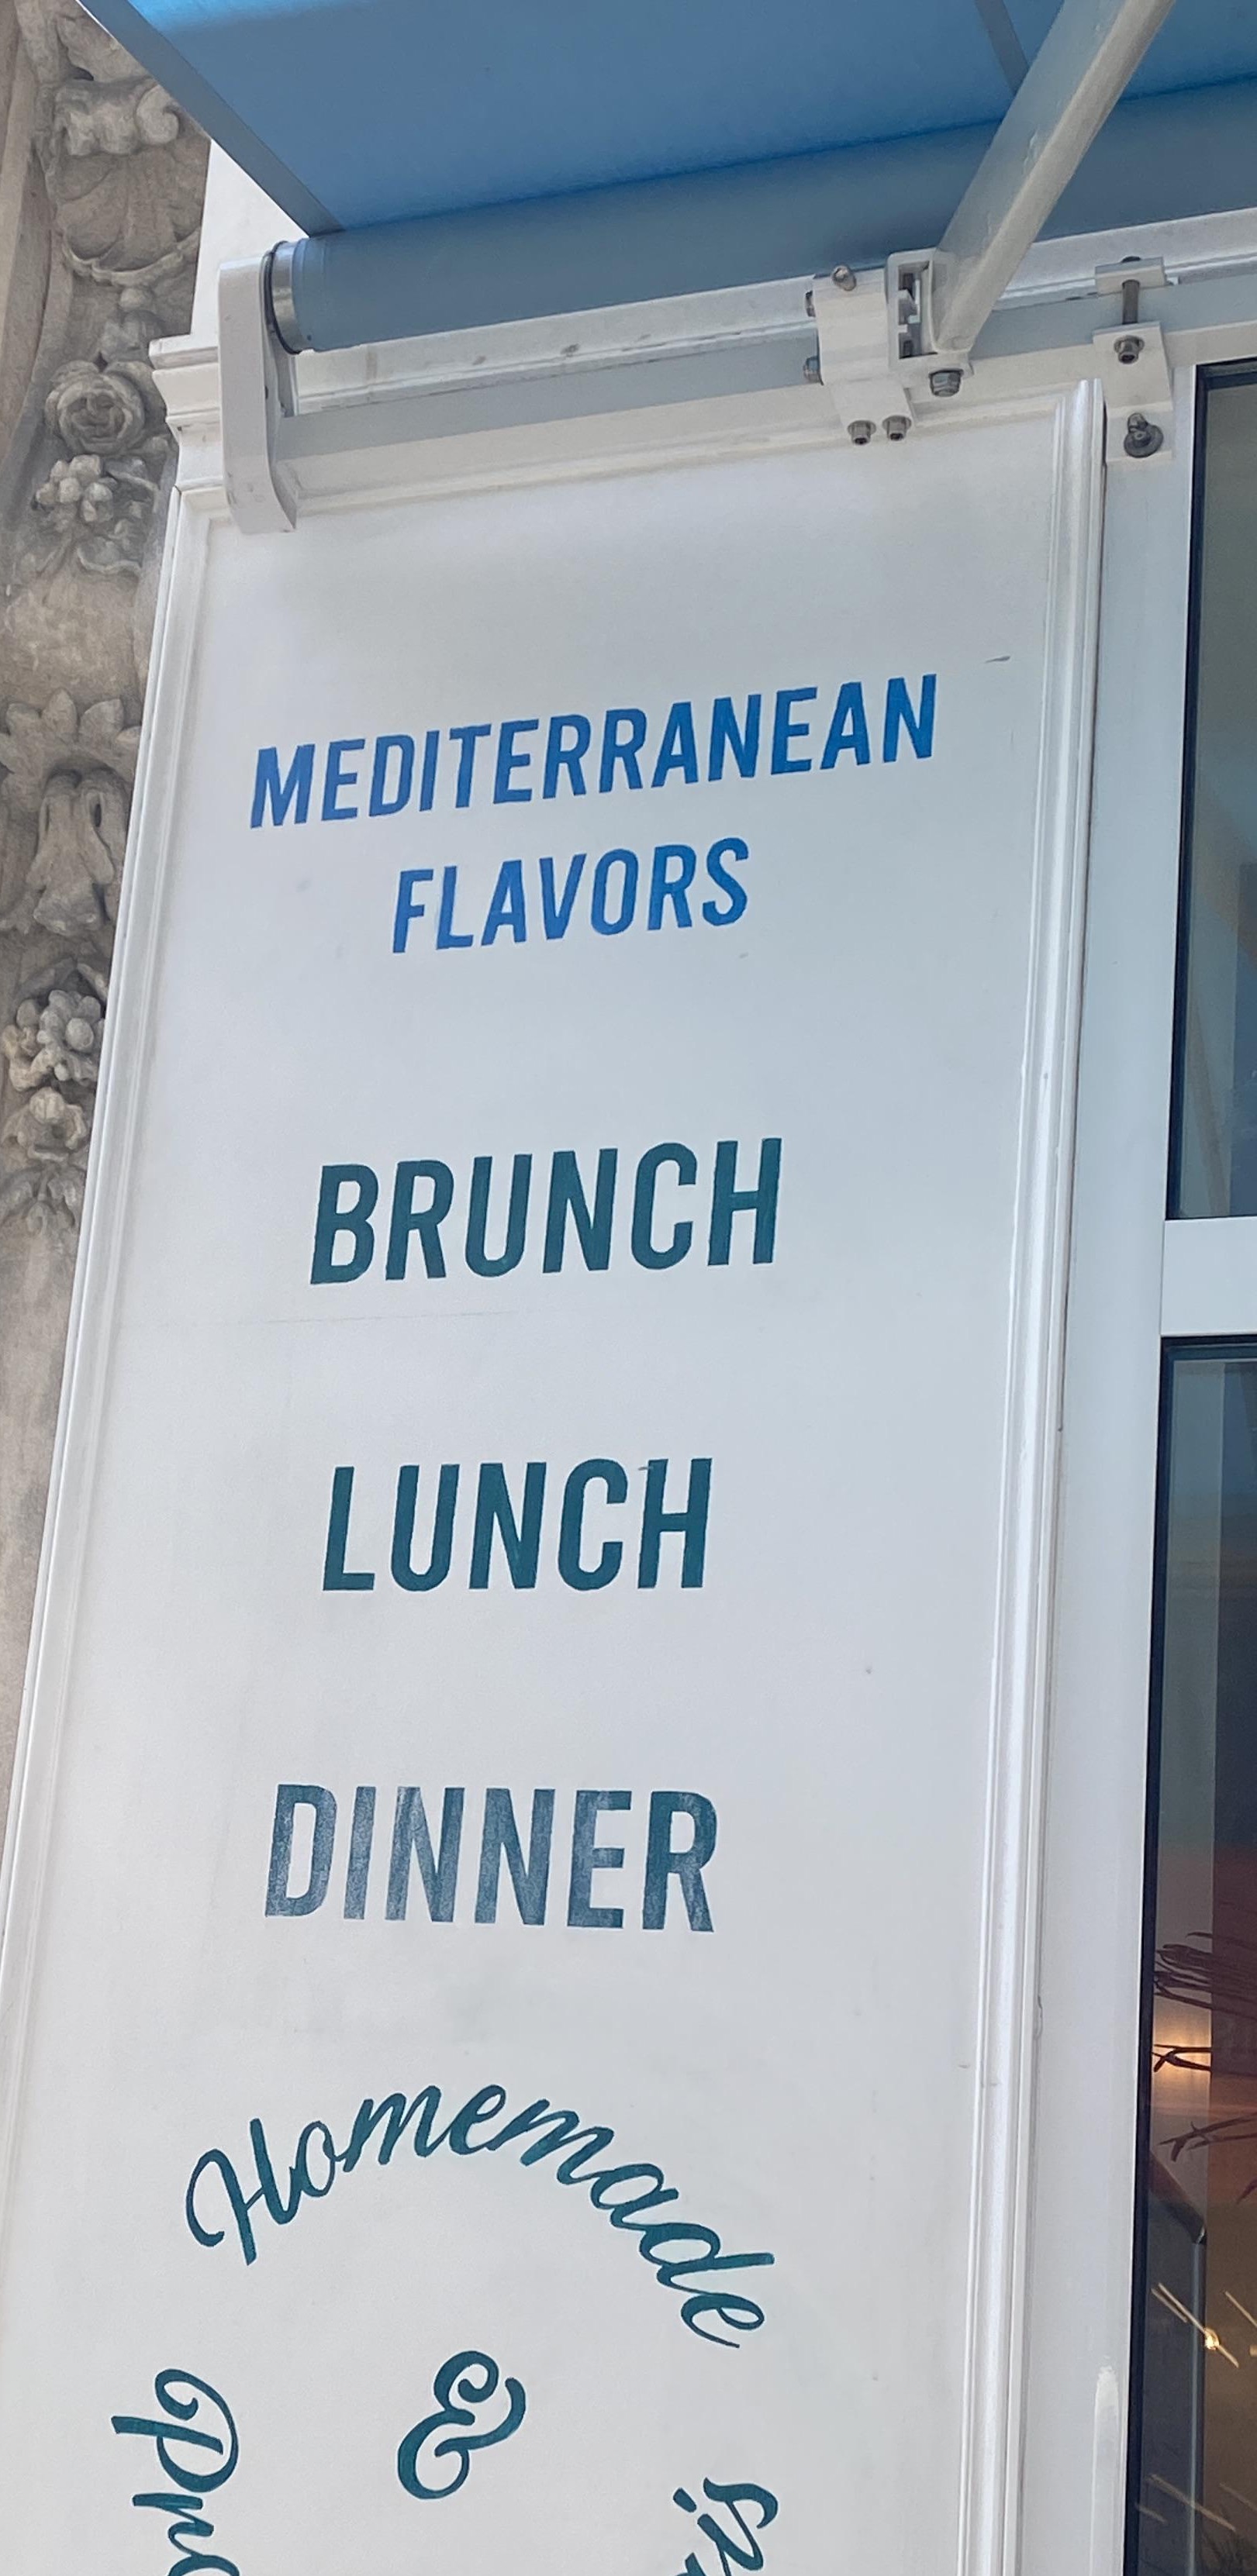 MEDITERRANEAN
FLAVORS
BRUNCH
LUNCH
DINNER
Homemade
&